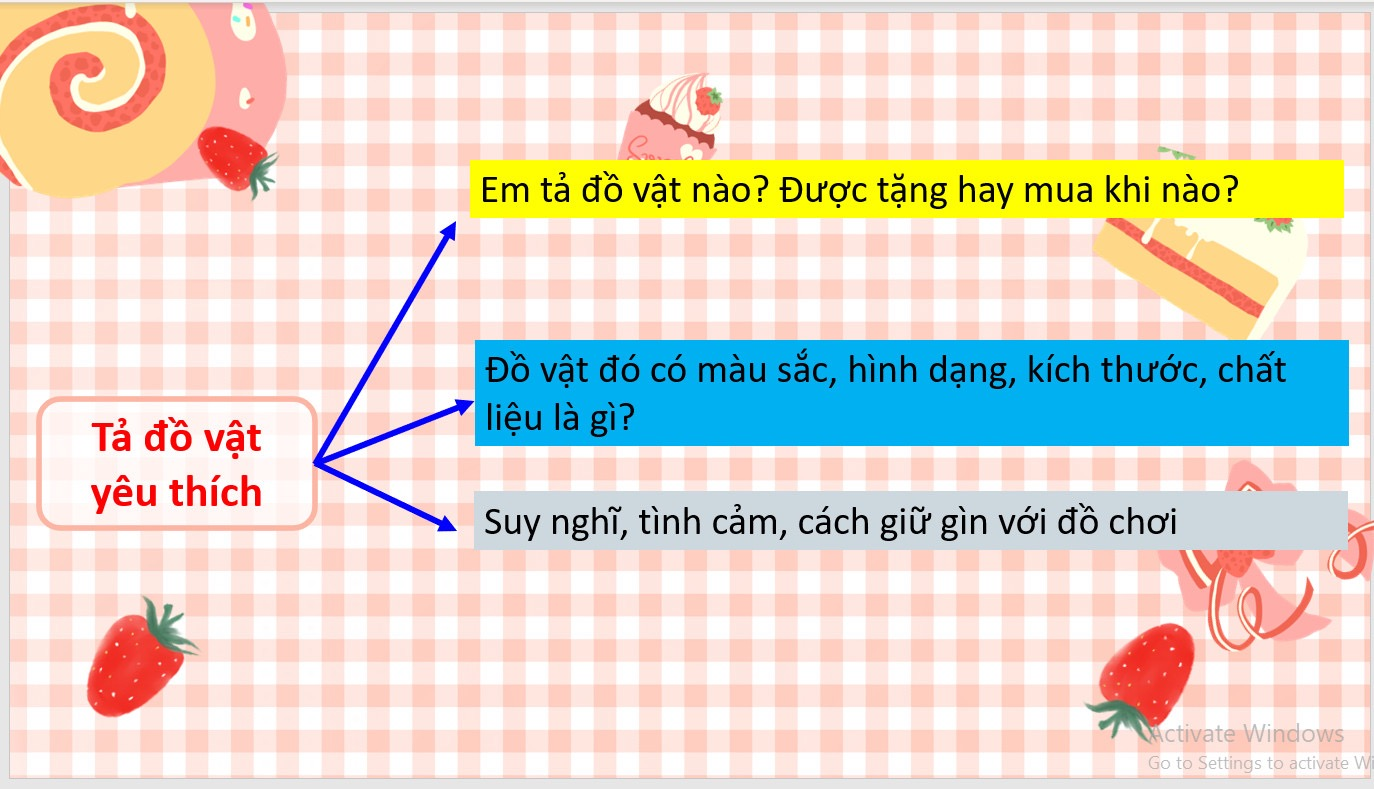 Em tả đồ vật nào? Được tặng hay mua khi nào?
Đồ vật đó có màu sắc, hình dạng, kích thước, chất
liệu là gì?
Tả đồ vật
yêu thích
Suy nghĩ, tình cảm, cách giữ gìn với đồ chơi
Activate Windows
Go to Settings to activate Wi